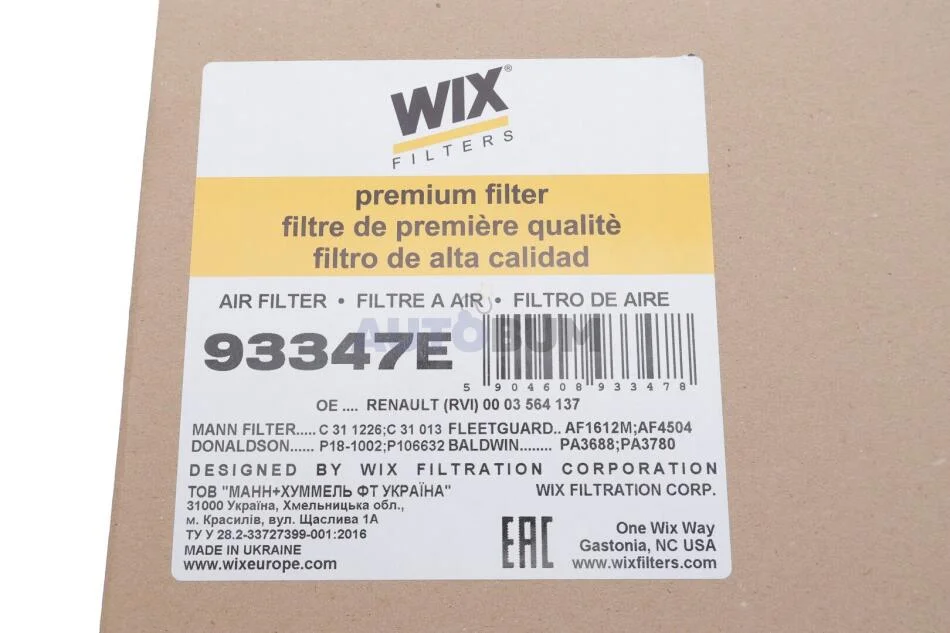 WIX®
FILTERS
premium filter
filtre de première qualitè
filtro de alta calidad
AIR FILTER • FILTRE A AIR • FILTRO DE AIRE
AUTOBUM
93347E
5 904608 933478
OE .... RENAULT (RVI) 00 03 564 137
MANN FILTER..... C 31 1226;C 31 013 FLEETGUARD.. AF1612M;AF4504
DONALDSON...... P18-1002;P106632 BALDWIN........ PA3688;PA3780
DESIGNED BY WIX FILTRATION CORPORATION
ТОВ "МАНН+ХУММЕЛЬ ФТ УКРАЇНА"
31000 Україна, Хмельницька обл.,
м. Красилів, вул. Щаслива 1А
ТУ У 28.2-33727399-001:2016
MADE IN UKRAINE
www.wixeurope.com
EAC
WIX FILTRATION CORP.
One Wix Way
Gastonia, NC USA
www.wixfilters.com